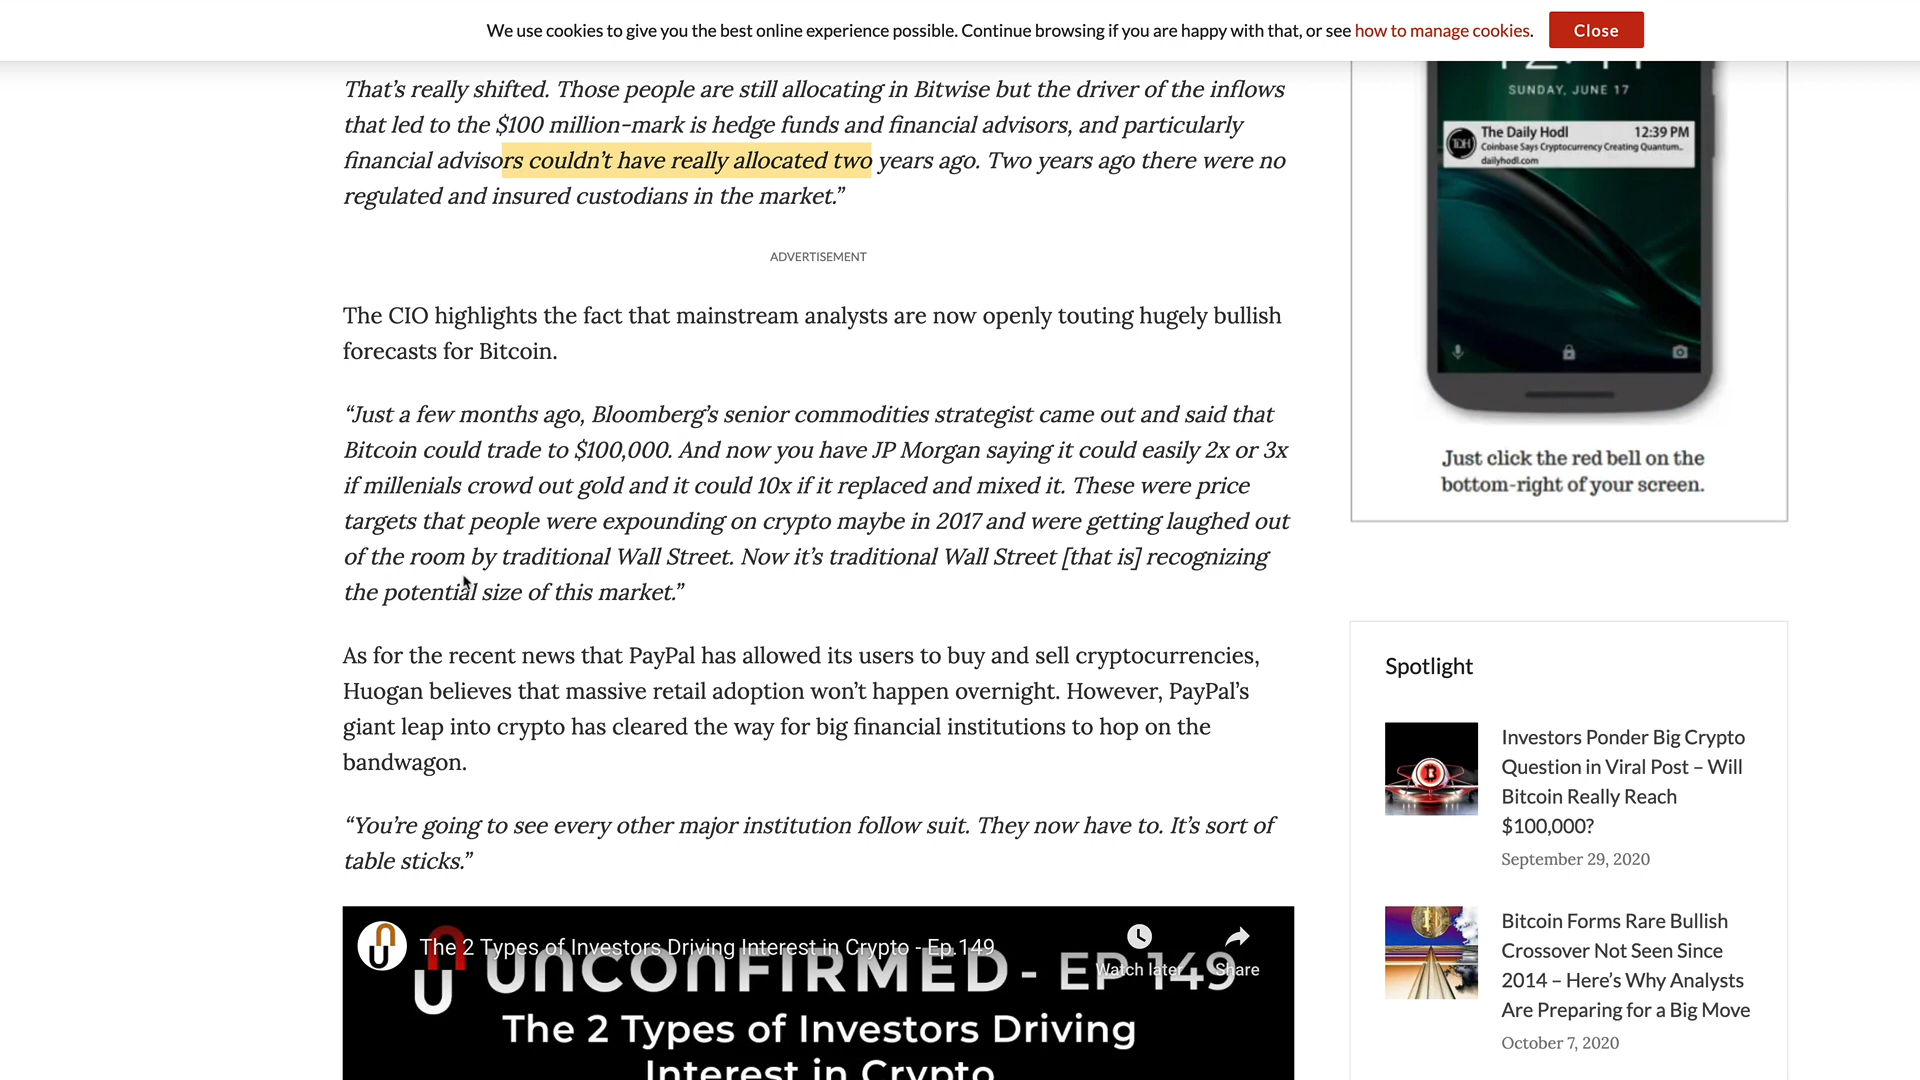 We use cookies to give you the best online experience possible. Continue browsing if you are happy with that, or see how to manage cookies.
Close
That’s really shifted. Those people are still allocating in Bitwise but the driver of the inflows
that led to the $100 million-mark is hedge funds and financial advisors, and particularly
financial advisors couldn’t have really allocated two years ago. Two years ago there were no
regulated and insured custodians in the market.”
ADVERTISEMENT
The CIO highlights the fact that mainstream analysts are now openly touting hugely bullish
forecasts for Bitcoin.
“Just a few months ago, Bloomberg’s senior commodities strategist came out and said that
Bitcoin could trade to $100,000. And now you have JP Morgan saying it could easily 2x or 3x
if millenials crowd out gold and it could 10x if it replaced and mixed it. These were price
targets that people were expounding on crypto maybe in 2017 and were getting laughed out
of the room by traditional Wall Street. Now it’s traditional Wall Street [that is] recognizing
the potential size of this market.”
As for the recent news that PayPal has allowed its users to buy and sell cryptocurrencies,
Huogan believes that massive retail adoption won’t happen overnight. However, PayPal’s
giant leap into crypto has cleared the way for big financial institutions to hop on the
bandwagon.
“You’re going to see every other major institution follow suit. They now have to. It’s sort of
table sticks.”
The 2 Types of Investors Driving Interest in Crypto - Ep.149
Watch later
Share
UNCONFIRMED - EP 149
The 2 Types of Investors Driving
Interest in Crypto
SUNDAY, JUNE 17
TDH
The Daily Hodl
12:39 PM
Coinbase Says Cryptocurrency Creating Quantum..
dailyhodl.com
Just click the red bell on the
bottom-right of your screen.
Spotlight
Investors Ponder Big Crypto
Question in Viral Post – Will
Bitcoin Really Reach
$100,000?
September 29, 2020
Bitcoin Forms Rare Bullish
Crossover Not Seen Since
2014 – Here’s Why Analysts
Are Preparing for a Big Move
October 7, 2020